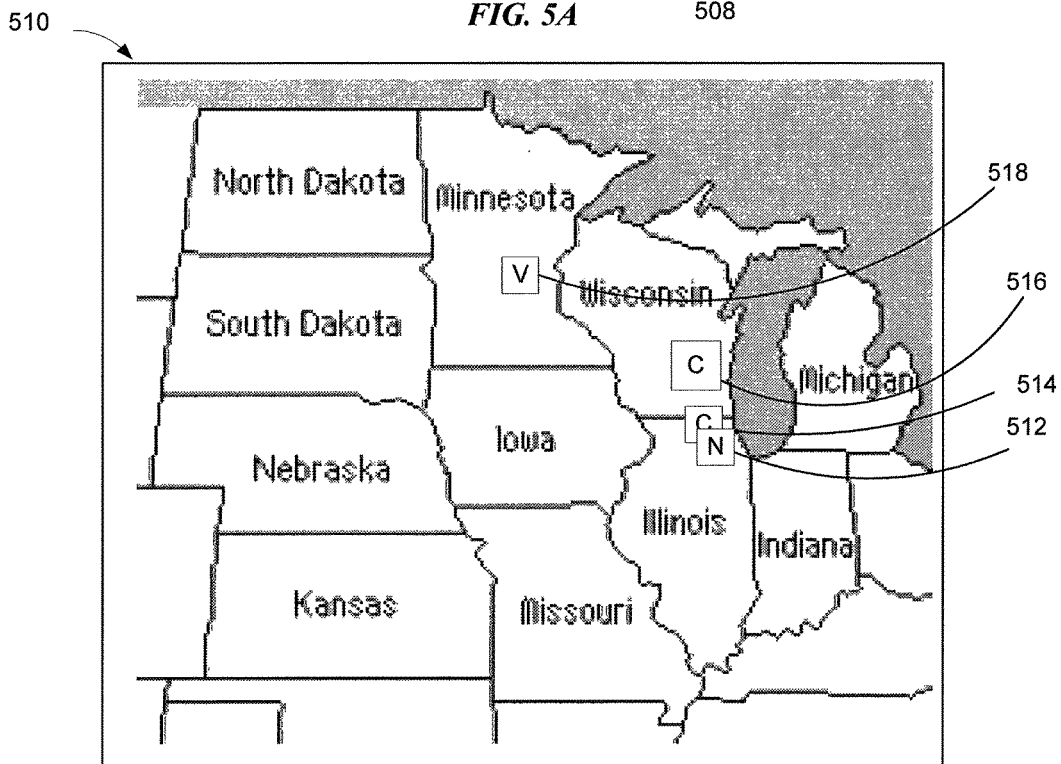 FIG. 5A
508
510
North Dakota
Minnesota
518
V
Wisconsin
516
South Dakota
C
Michigan
514
C
512
N
Iowa
Nebraska
Illinois
Indiana
Kansas
Missouri